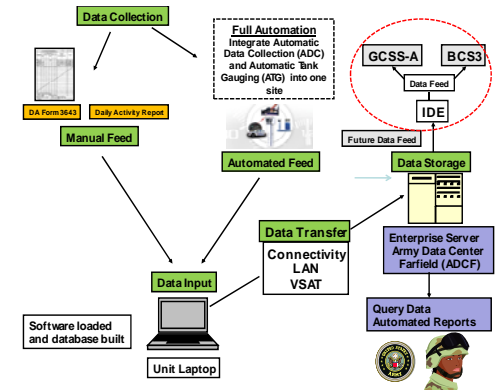 Data Collection
Full Automation
Integrate Automatic
Data Collection (ADC)
and Automatic Tank
Gauging (ATG) into one
site
GCSS-A
BCS3
Data Feed
IDE
DA Form3643
Daily Activity Report
Manual Feed
Automated Feed
Future Data Feed
Data Storage
Data Transfer
Connectivity
LAN
VSAT
Enterprise Server
Army Data Center
Farfield (ADCF)
Data Input
Query Data
Automated Reports
Software loaded
and database built
Unit Laptop